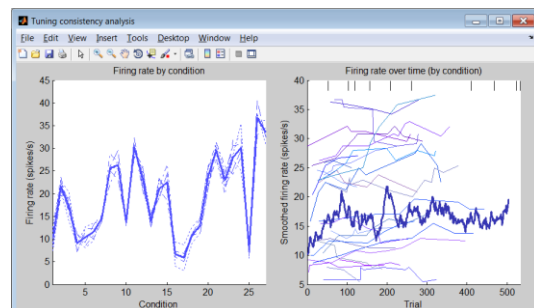 Tuning consistency analysis
File Edit View Insert Tools Desktop Window Help
Firing rate by condition
Firing rate (spikes/s)
45
40
35
30
25
20
15
10
5
0
5 10 15 20 25
Condition
Firing rate over time (by condition)
Smoothed firing rate (spikes/s)
40
35
30
25
20
15
10
5
0 100 200 300 400 500
Trial